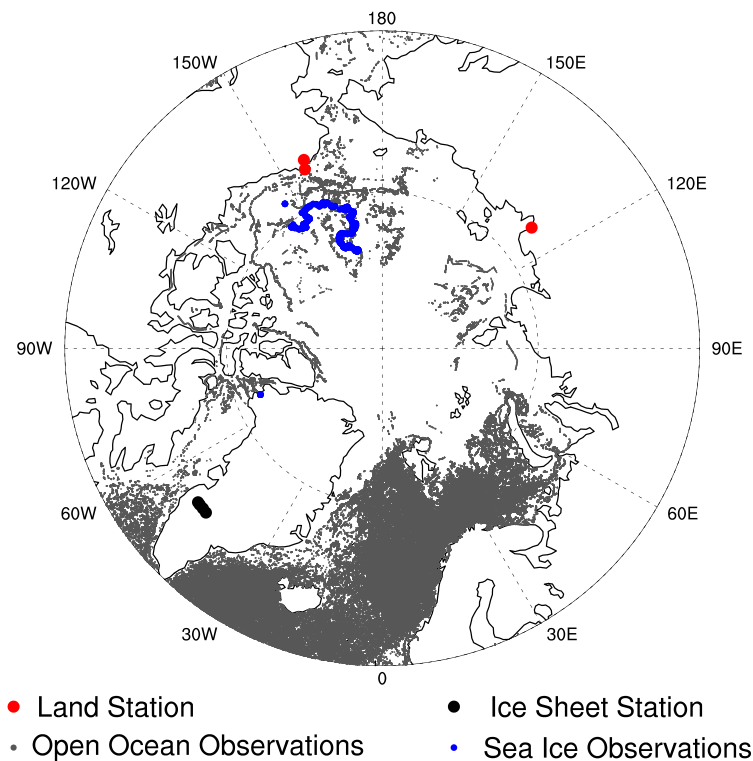 180
150W
150E
120W
120E
90W
90E
60W
60E
30W
30E
0
Land Station
Ice Sheet Station
Open Ocean Observations
Sea Ice Observations